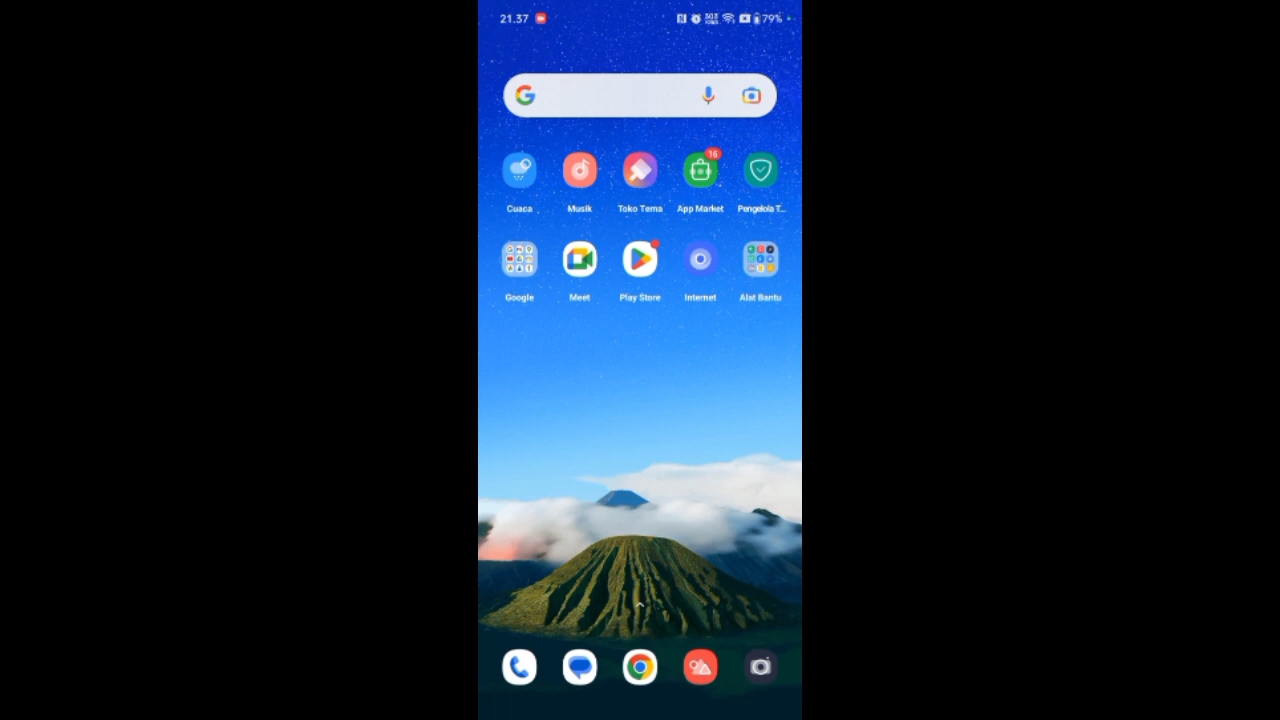 21.37
79%
16
Cuaca
Musik
Toko Tema
App Market
Pengelola T...
Google
Meet
Play Store
Internet
Alat Bantu